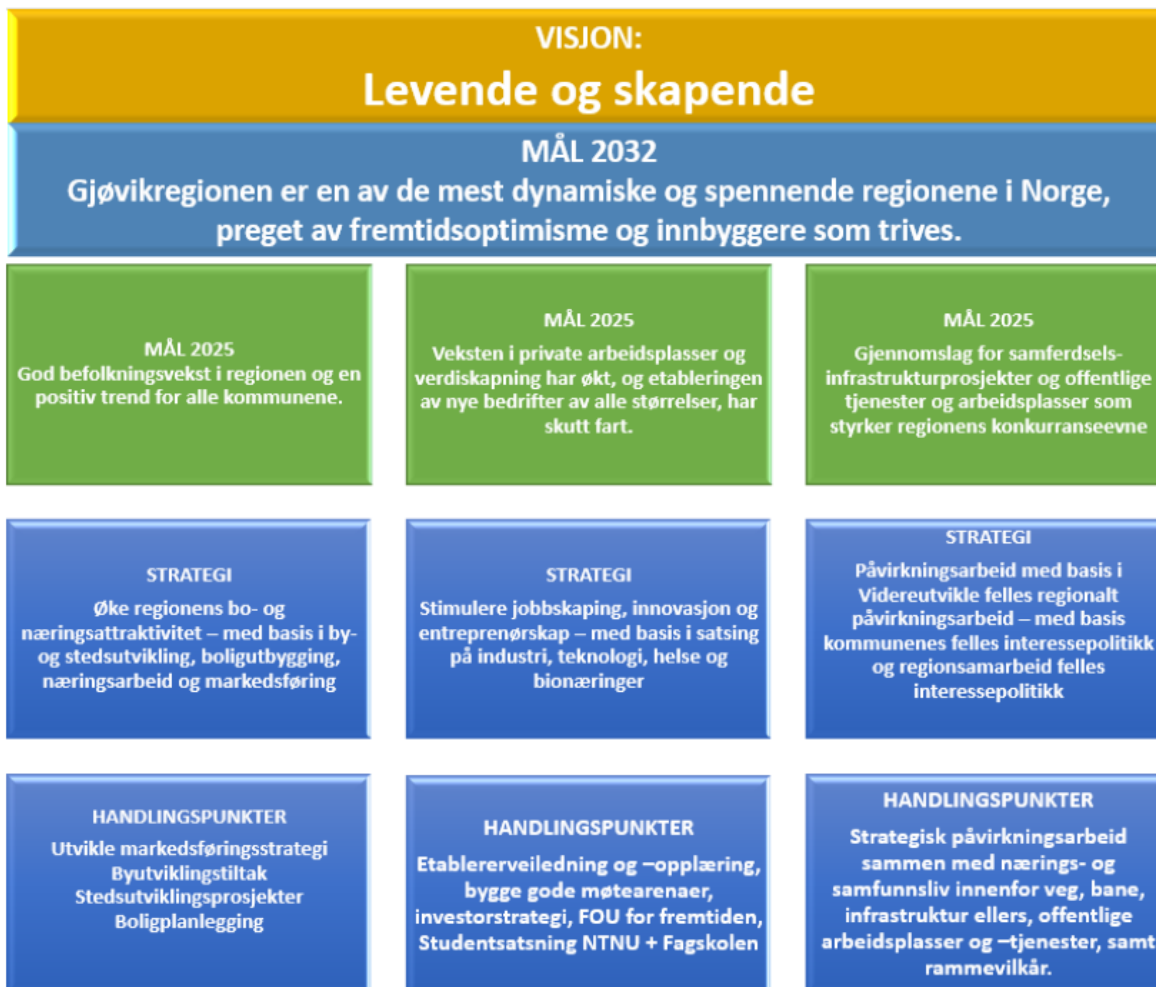 VISJON:
Levende og skapende
MÅL 2032
Gjøvikregionen er en av de mest dynamiske og spennende regionene i Norge,
preget av fremtidsoptimisme og innbyggere som trives.
MÅL 2025
God befolkningsvekst i regionen og en
positiv trend for alle kommunene.
MÅL 2025
Veksten i private arbeidsplasser og
verdiskapning har økt, og etableringen
av nye bedrifter av alle størrelser, har
skutt fart.
MÅL 2025
Gjennomslag for samferdsels-
infrastrukturprosjekter og offentlige
tjenester og arbeidsplasser som
styrker regionens konkurranseevne
STRATEGI
Øke regionens bo- og
næringsattraktivitet – med basis i by-
og stedsutvikling, boligutbygging,
næringsarbeid og markedsføring
STRATEGI
Stimulere jobbskaping, innovasjon og
entreprenørskap – med basis i satsing
på industri, teknologi, helse og
bionæringer
STRATEGI
Påvirkningsarbeid med basis i
Videreutvikle felles regionalt
påvirkningsarbeid – med basis
kommunenes felles interessepolitikk
og regionsamarbeid felles
interessepolitikk
HANDLINGSPUNKTER
Utvikle markedsføringsstrategi
Byutviklingstiltak
Stedsutviklingsprosjekter
Boligplanlegging
HANDLINGSPUNKTER
Etablererveiledning og –opplæring,
bygge gode møtearenaer,
investorstrategi, FOU for fremtiden,
Studentsatsning NTNU + Fagskolen
HANDLINGSPUNKTER
Strategisk påvirkningsarbeid
sammen med nærings- og
samfunnsliv innenfor veg, bane,
infrastruktur ellers, offentlige
arbeidsplasser og –tjenester, samt
rammevilkår.